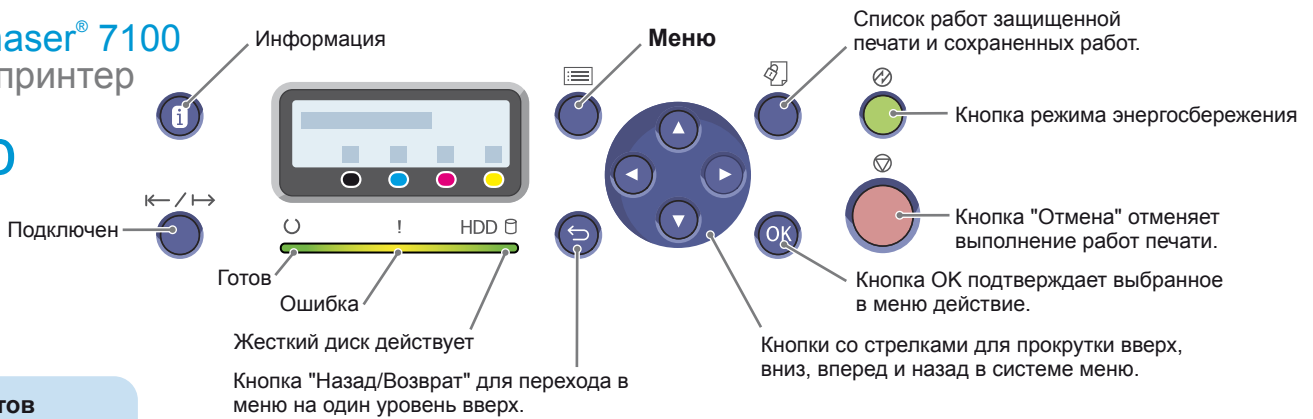 aser® 7100
принтер
Информация
Меню
Список работ защищенной
печати и сохраненных работ.
Кнопка режима энергосбережения
Подключен
HDD
!
OK
Готов
Ошибка
Жесткий диск действует
Кнопка "Назад/Возврат" для перехода в
меню на один уровень вверх.
Кнопка "Отмена" отменяет
выполнение работ печати.
Кнопка OK подтверждает выбранное
в меню действие.
Кнопки со стрелками для прокрутки вверх,
вниз, вперед и назад в системе меню.
тов